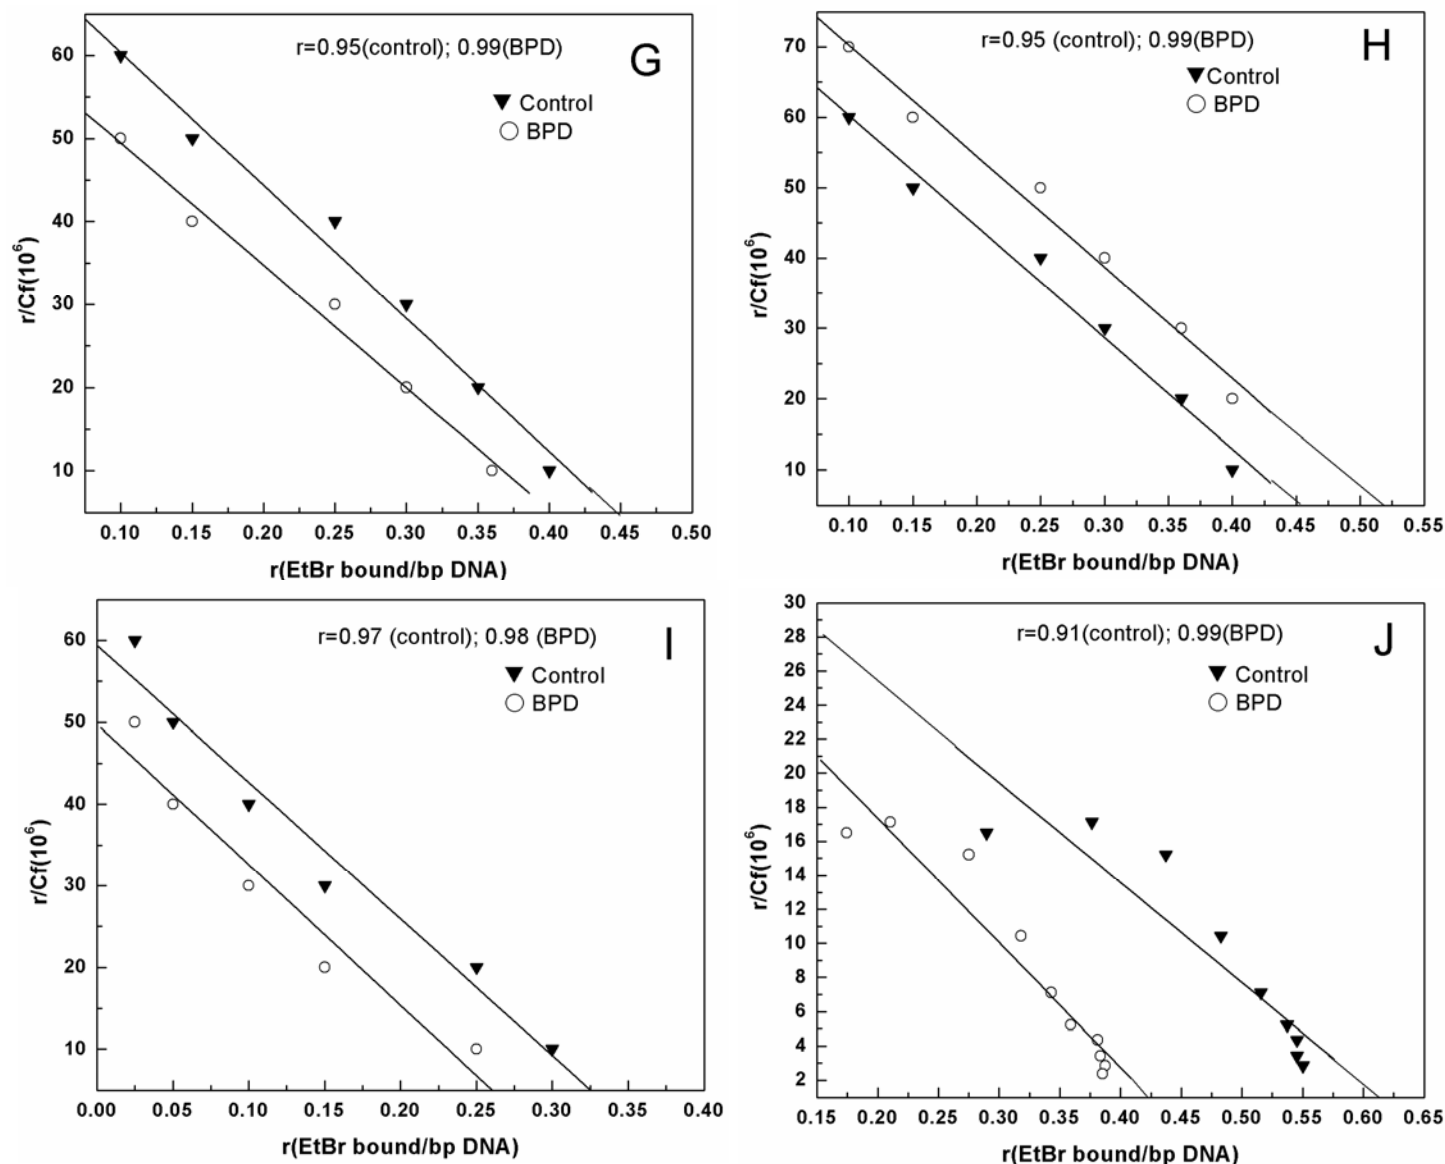 r=0.95(control); 0.99(BPD)
G
Control
BPD
60
50
40
30
20
10
r/Cf(10⁶)
0.10 0.15 0.20 0.25 0.30 0.35 0.40 0.45 0.50
r(EtBr bound/bp DNA)
r=0.95 (control); 0.99(BPD)
H
Control
BPD
70
60
50
40
30
20
10
r/Cf(10⁶)
0.10 0.15 0.20 0.25 0.30 0.35 0.40 0.45 0.50 0.55
r(EtBr bound/bp DNA)
r=0.97 (control); 0.98 (BPD)
I
Control
BPD
60
50
40
30
20
10
r/Cf(10⁶)
0.00 0.05 0.10 0.15 0.20 0.25 0.30 0.35 0.40
r(EtBr bound/bp DNA)
r=0.91(control); 0.99(BPD)
J
Control
BPD
30
28
26
24
22
20
18
16
14
12
10
8
6
4
2
r/Cf(10⁶)
0.15 0.20 0.25 0.30 0.35 0.40 0.45 0.50 0.55 0.60 0.65
r(EtBr bound/bp DNA)